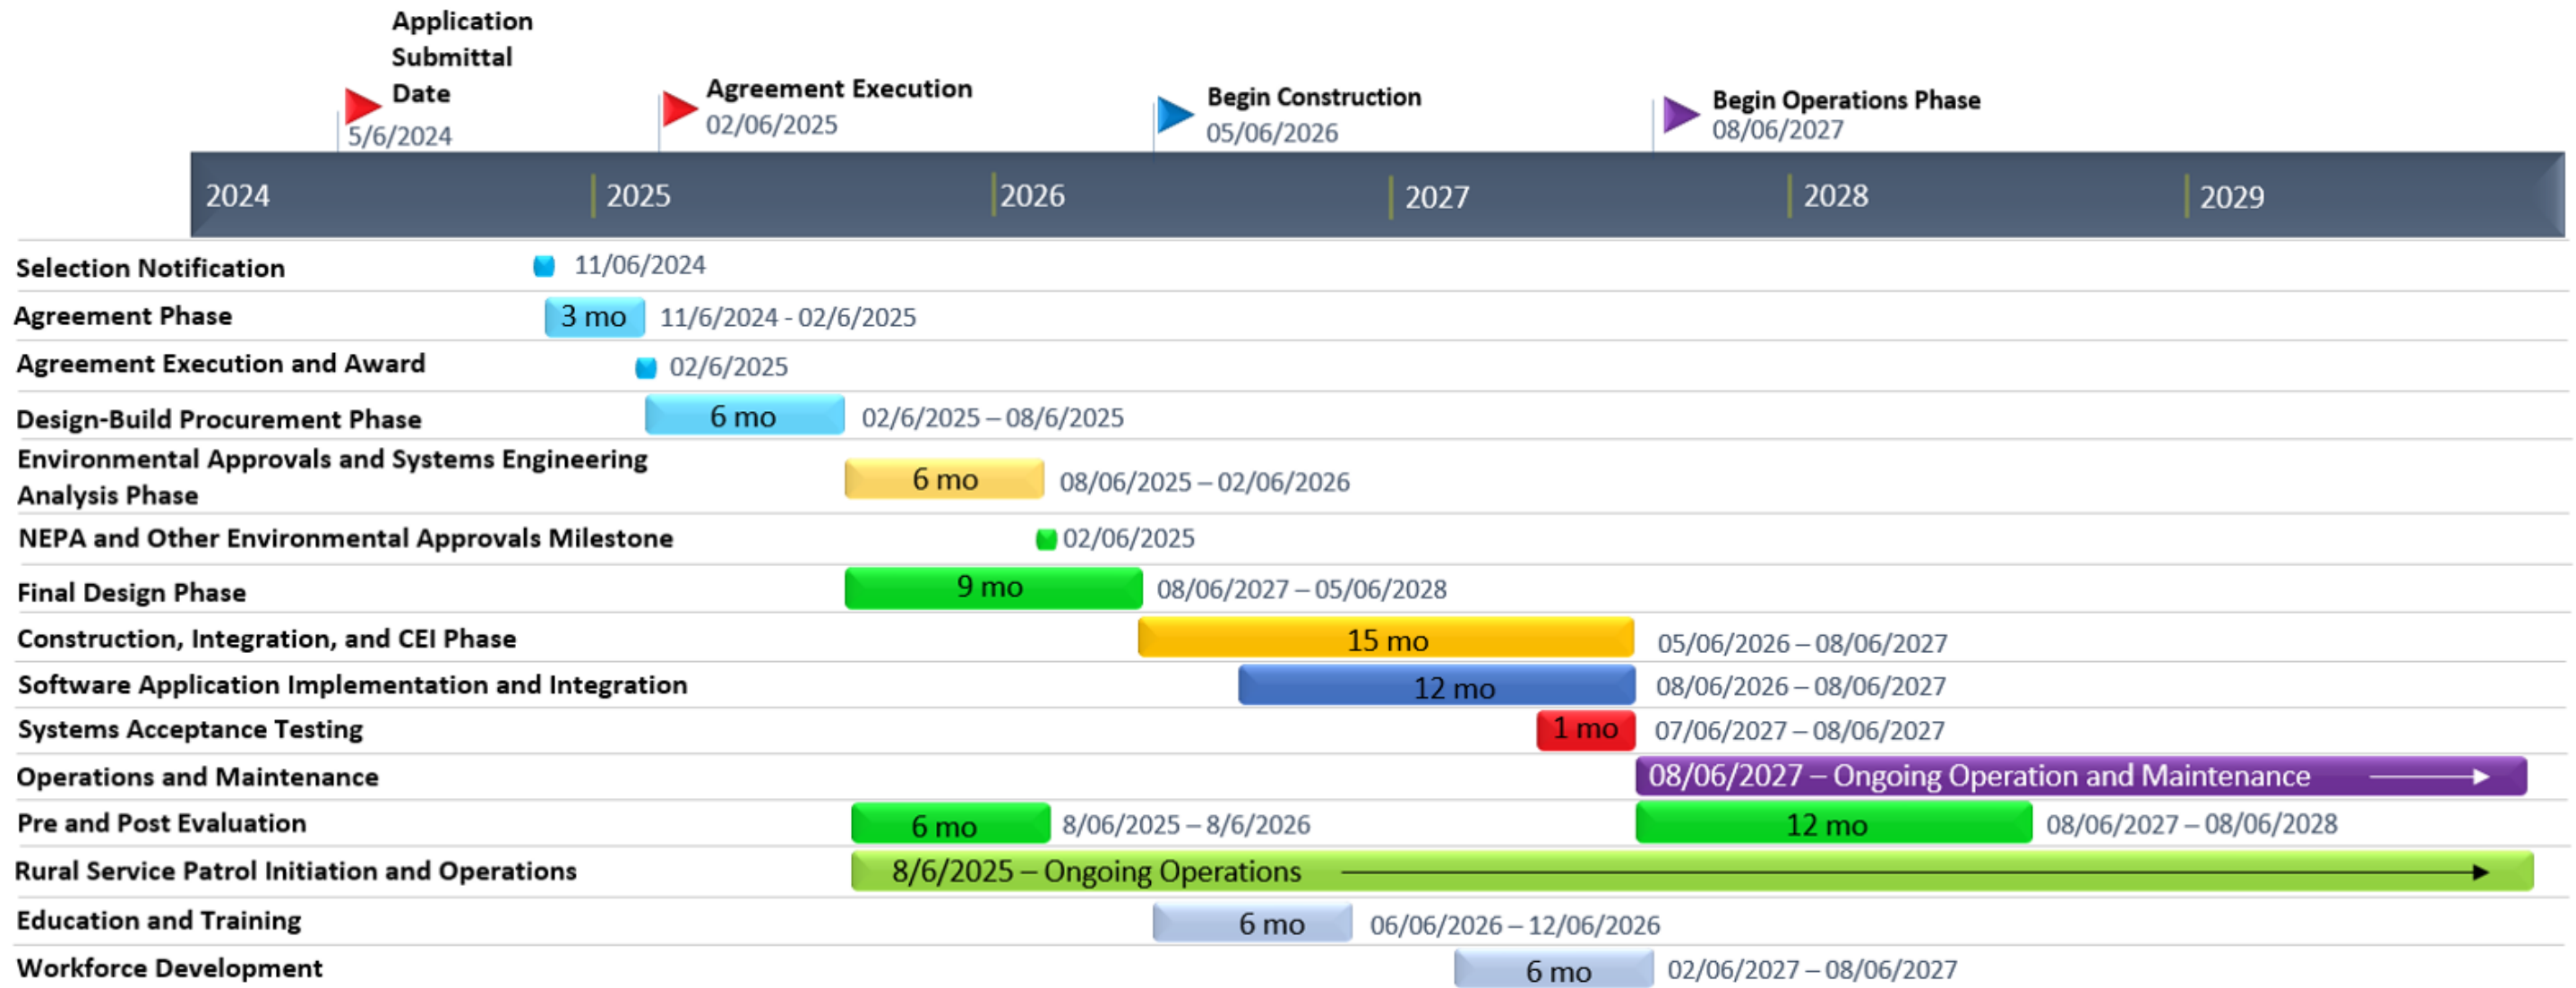 Application
Submittal
Date
5/6/2024
Agreement Execution
02/06/2025
Begin Construction
05/06/2026
Begin Operations Phase
08/06/2027
2024
2025
2026
2027
2028
2029
Selection Notification
11/06/2024
Agreement Phase
3 mo
11/6/2024 - 02/6/2025
Agreement Execution and Award
02/6/2025
Design-Build Procurement Phase
6 mo
02/6/2025 – 08/6/2025
Environmental Approvals and Systems Engineering
Analysis Phase
6 mo
08/06/2025 – 02/06/2026
NEPA and Other Environmental Approvals Milestone
02/06/2025
Final Design Phase
9 mo
08/06/2027 – 05/06/2028
Construction, Integration, and CEI Phase
15 mo
05/06/2026 – 08/06/2027
Software Application Implementation and Integration
12 mo
08/06/2026 – 08/06/2027
Systems Acceptance Testing
1 mo
07/06/2027 – 08/06/2027
Operations and Maintenance
08/06/2027 – Ongoing Operation and Maintenance
Pre and Post Evaluation
6 mo
8/06/2025 – 8/6/2026
12 mo
08/06/2027 – 08/06/2028
Rural Service Patrol Initiation and Operations
8/6/2025 – Ongoing Operations
Education and Training
6 mo
06/06/2026 – 12/06/2026
Workforce Development
6 mo
02/06/2027 – 08/06/2027